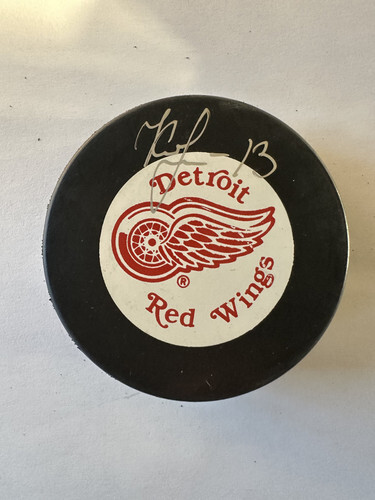 13
Detroit
®
Red Wings